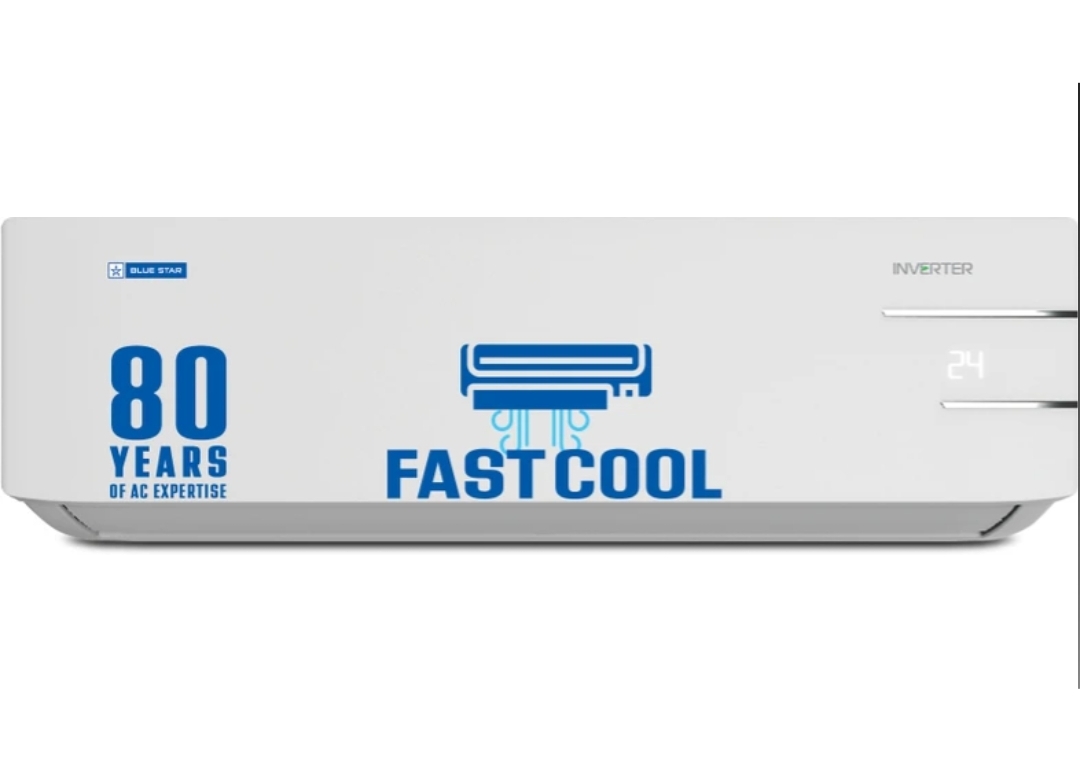 BLUE STAR
INVERTER
24
80
YEARS
OF AC EXPERTISE
FAST COOL